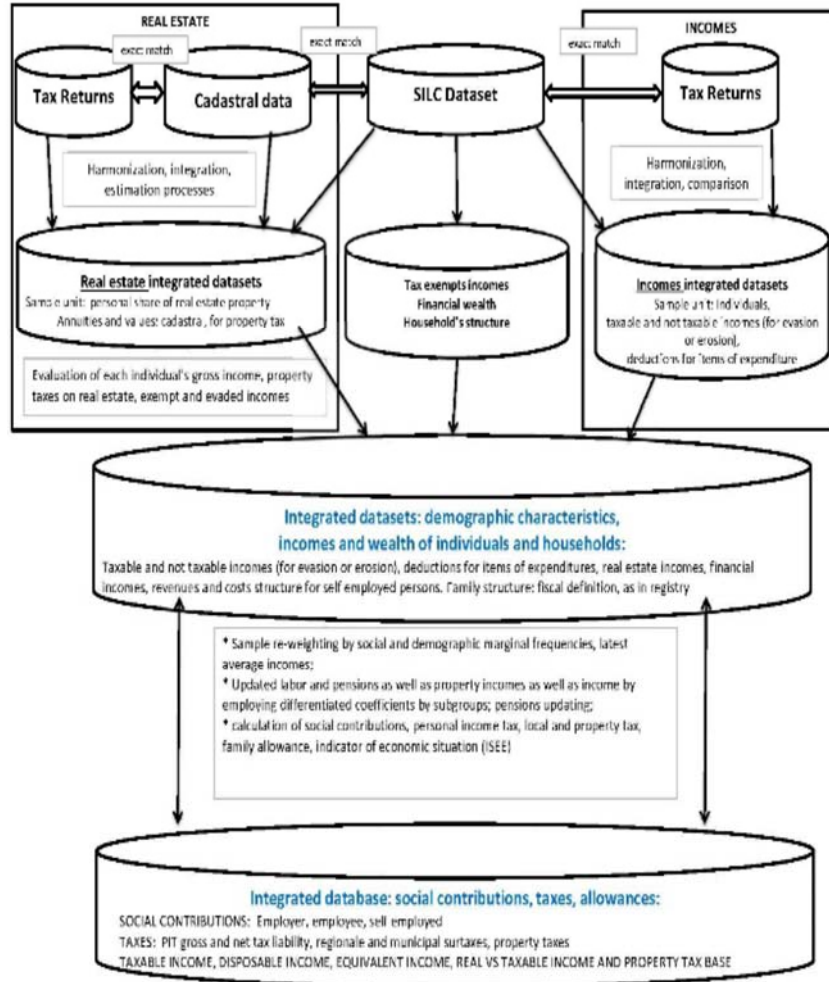 REAL ESTATE
INCOMES
exact match
exact match
exact match
Tax Returns
Cadastral data
SILC Dataset
Tax Returns
Harmonization, integration,
estimation processes
Harmonization,
integration, comparison
Real estate integrated datasets
Sample unit: personal share of real estate property
Annuities and values: cadastral, for property tax
Tax exempts incomes
Financial wealth
Household's structure
Incomes integrated datasets
Sample unit: individuals,
taxable and not taxable incomes (for evasion
or erosion),
deductions for items of expenditure
Evaluation of each individual's gross income, property
taxes on real estate, exempt and evaded incomes
Integrated datasets: demographic characteristics,
incomes and wealth of individuals and households:
Taxable and not taxable incomes (for evasion or erosion), deductions for items of expenditures, real estate incomes, financial
incomes, revenues and costs structure for self employed persons. Family structure: fiscal definition, as in registry
* Sample re-weighting by social and demographic marginal frequencies, latest
average incomes;
* Updated labor and pensions as well as property incomes as well as income by
employing differentiated coefficients by subgroups; pensions updating;
* calculation of social contributions, personal income tax, local and property tax,
family allowance, indicator of economic situation (ISEE)
Integrated database: social contributions, taxes, allowances:
SOCIAL CONTRIBUTIONS: Employer, employee, self employed
TAXES: PIT gross and net tax liability, regionale and municipal surtaxes, property taxes
TAXABLE INCOME, DISPOSABLE INCOME, EQUIVALENT INCOME, REAL VS TAXABLE INCOME AND PROPERTY TAX BASE